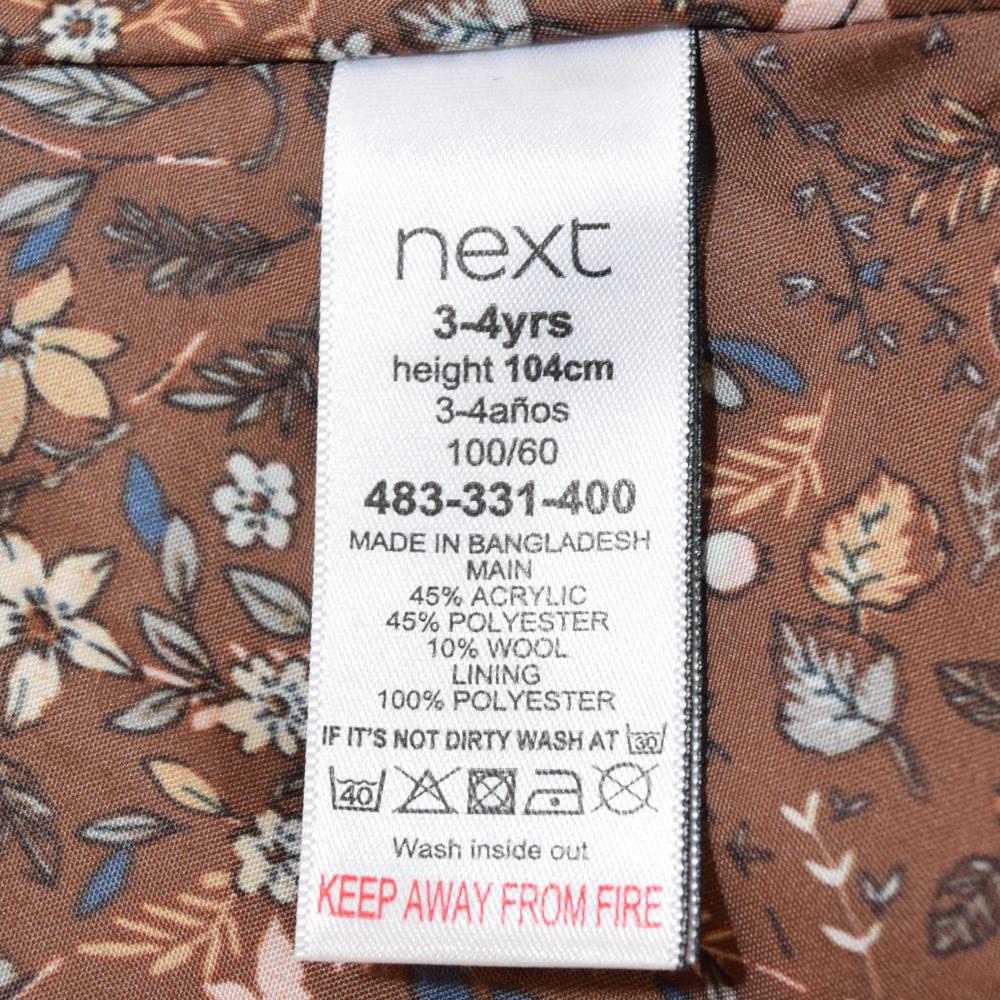 next
3-4yrs
height 104cm
3-4años
100/60
483-331-400
MADE IN BANGLADESH
MAIN
45% ACRYLIC
45% POLYESTER
10% WOOL
LINING
100% POLYESTER
IF IT'S NOT DIRTY WASH AT 30
40
Wash inside out
KEEP AWAY FROM FIRE